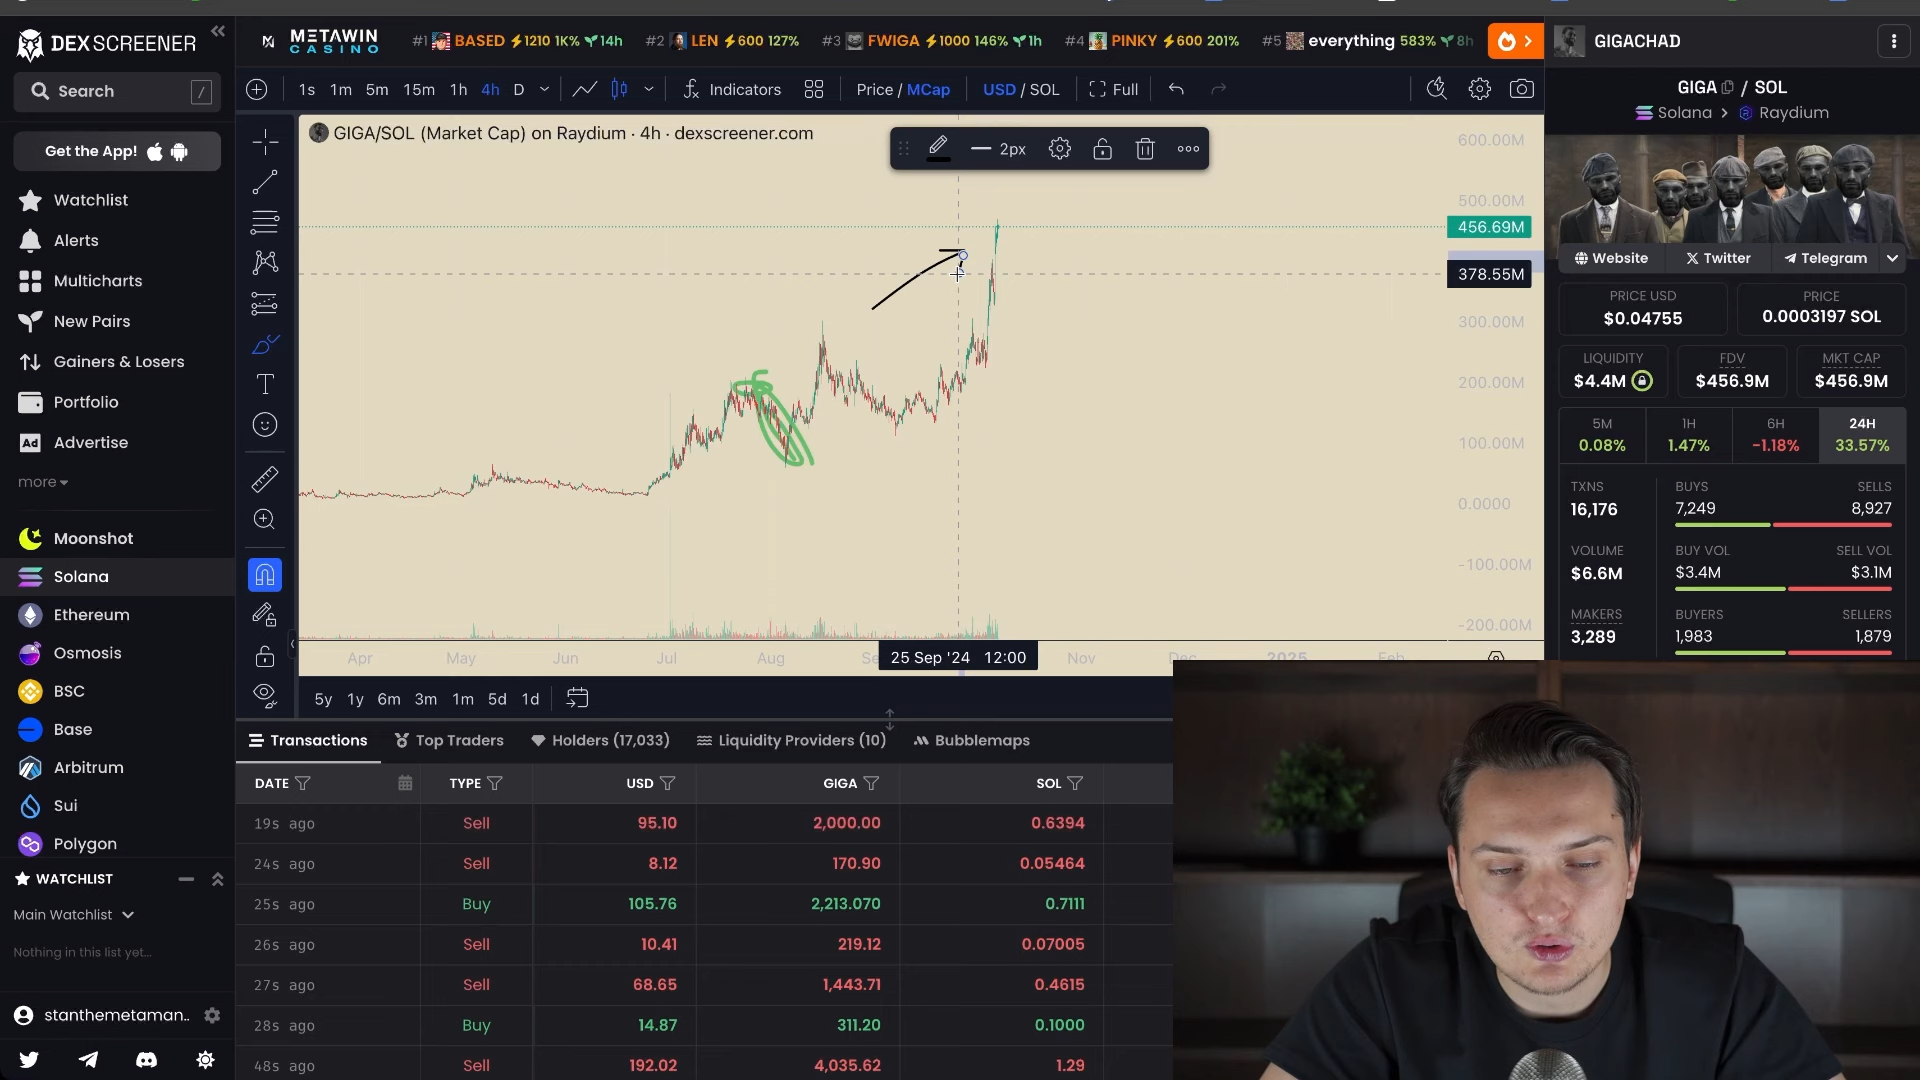 DEX SCREENER
Search
/
Get the App!
Watchlist
Alerts
Multicharts
New Pairs
Gainers & Losers
Portfolio
Ad
Advertise
more
Moonshot
Solana
Ethereum
Osmosis
BSC
Base
Arbitrum
Sui
Polygon
WATCHLIST
Main Watchlist
Nothing in this list yet...
stanthemetaman..
METAWIN
CASINO
#1 BASED 1210 1K% 14h
#2 LEN 600 127%
#3 FWIGA 1000 146% 1h
#4 PINKY 600 201%
#5 everything 583% 8h
1s 1m 5m 15m 1h 4h D
Indicators
Price / MCap
USD / SOL
Full
GIGA/SOL (Market Cap) on Raydium · 4h · dexscreener.com
2px
600.00M
500.00M
456.69M
378.55M
300.00M
200.00M
100.00M
0.0000
-100.00M
-200.00M
Apr May Jun Jul Aug Se 25 Sep '24 12:00 Nov Dec 2025 Feb
5y 1y 6m 3m 1m 5d 1d
Transactions
Top Traders
Holders (17,033)
Liquidity Providers (10)
Bubblemaps
DATE TYPE USD GIGA SOL
19s ago Sell 95.10 2,000.00 0.6394
24s ago Sell 8.12 170.90 0.05464
25s ago Buy 105.76 2,213.070 0.7111
26s ago Sell 10.41 219.12 0.07005
27s ago Sell 68.65 1,443.71 0.4615
28s ago Buy 14.87 311.20 0.1000
48s ago Sell 192.02 4,035.62 1.29
GIGACHAD
GIGA / SOL
Solana > Raydium
Website
Twitter
Telegram
PRICE USD
$0.04755
PRICE
0.0003197 SOL
LIQUIDITY
$4.4M
FDV
$456.9M
MKT CAP
$456.9M
5M
0.08%
1H
1.47%
6H
-1.18%
24H
33.57%
TXNS
16,176
BUYS
7,249
SELLS
8,927
VOLUME
$6.6M
BUY VOL
$3.4M
SELL VOL
$3.1M
MAKERS
3,289
BUYERS
1,983
SELLERS
1,879